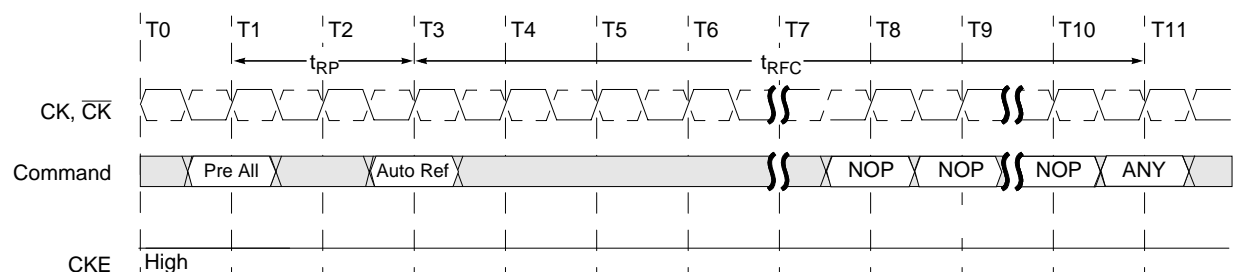 T0 T1 T2 T3 T4 T5 T6 T7 T8 T9 T10 T11
tRP tRFC
CK, C̅K̅
Command Pre All Auto Ref NOP NOP NOP ANY
CKE High